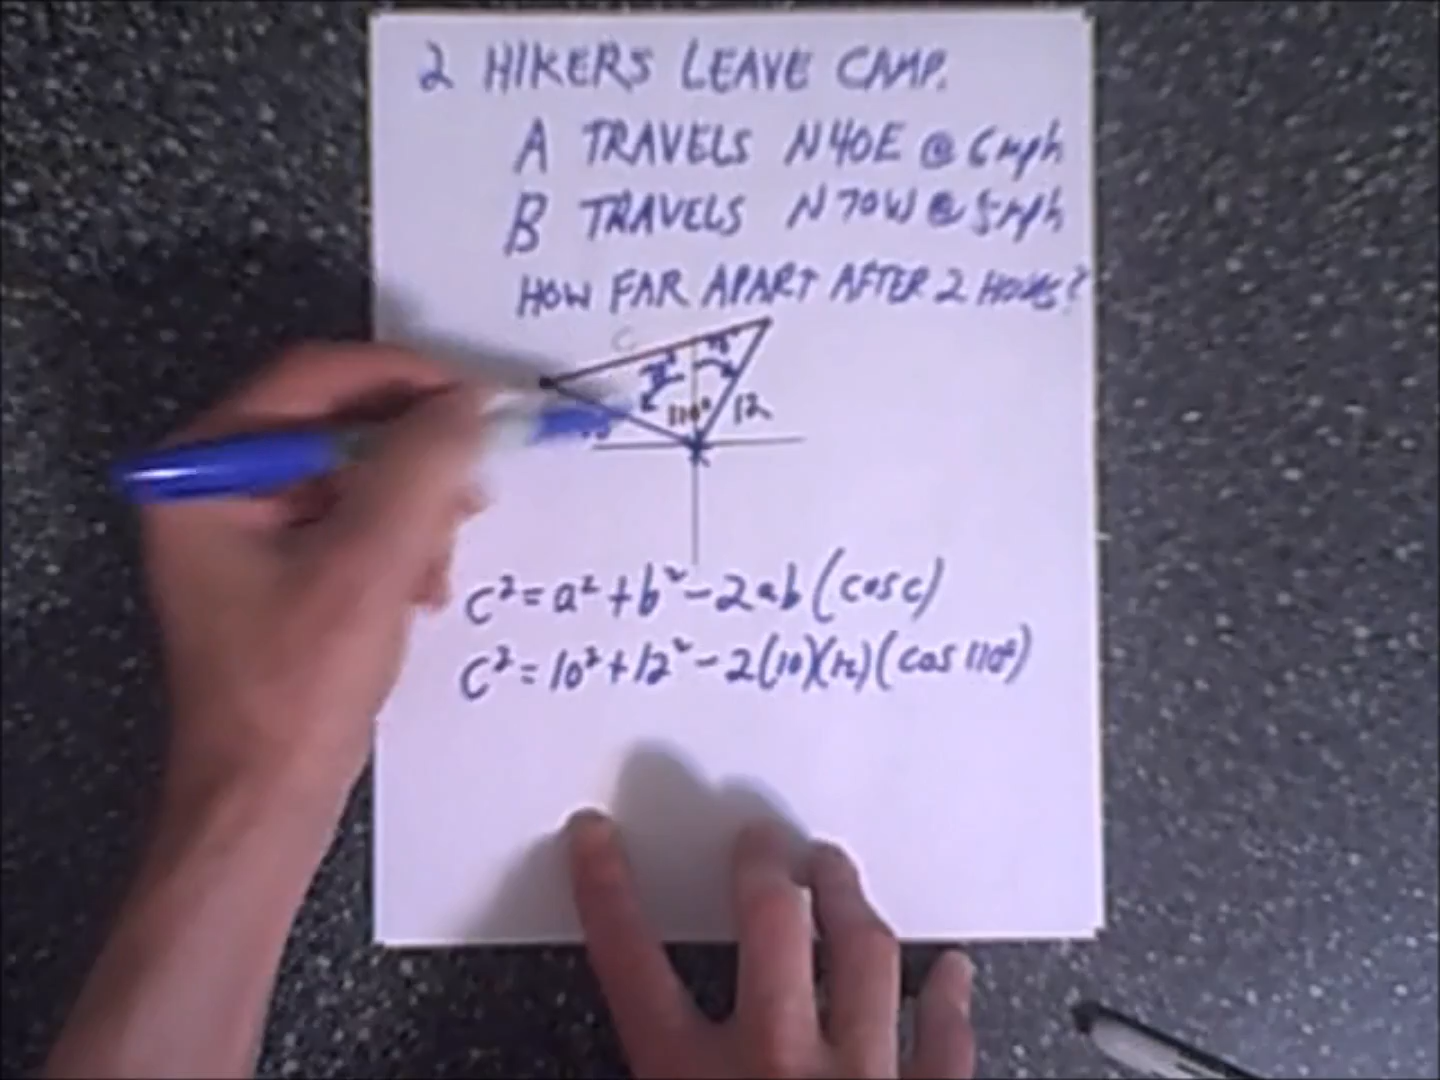 2 HIKERS LEAVE CAMP.
A TRAVELS N40E @ 6mph
B TRAVELS N70W @ 5mph
HOW FAR APART AFTER 2 HOURS?
C
110°
12
c² = a² + b² - 2ab (cos c)
c² = 10² + 12² - 2(10)(12)(cos 110°)